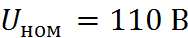 Uном = 110 В